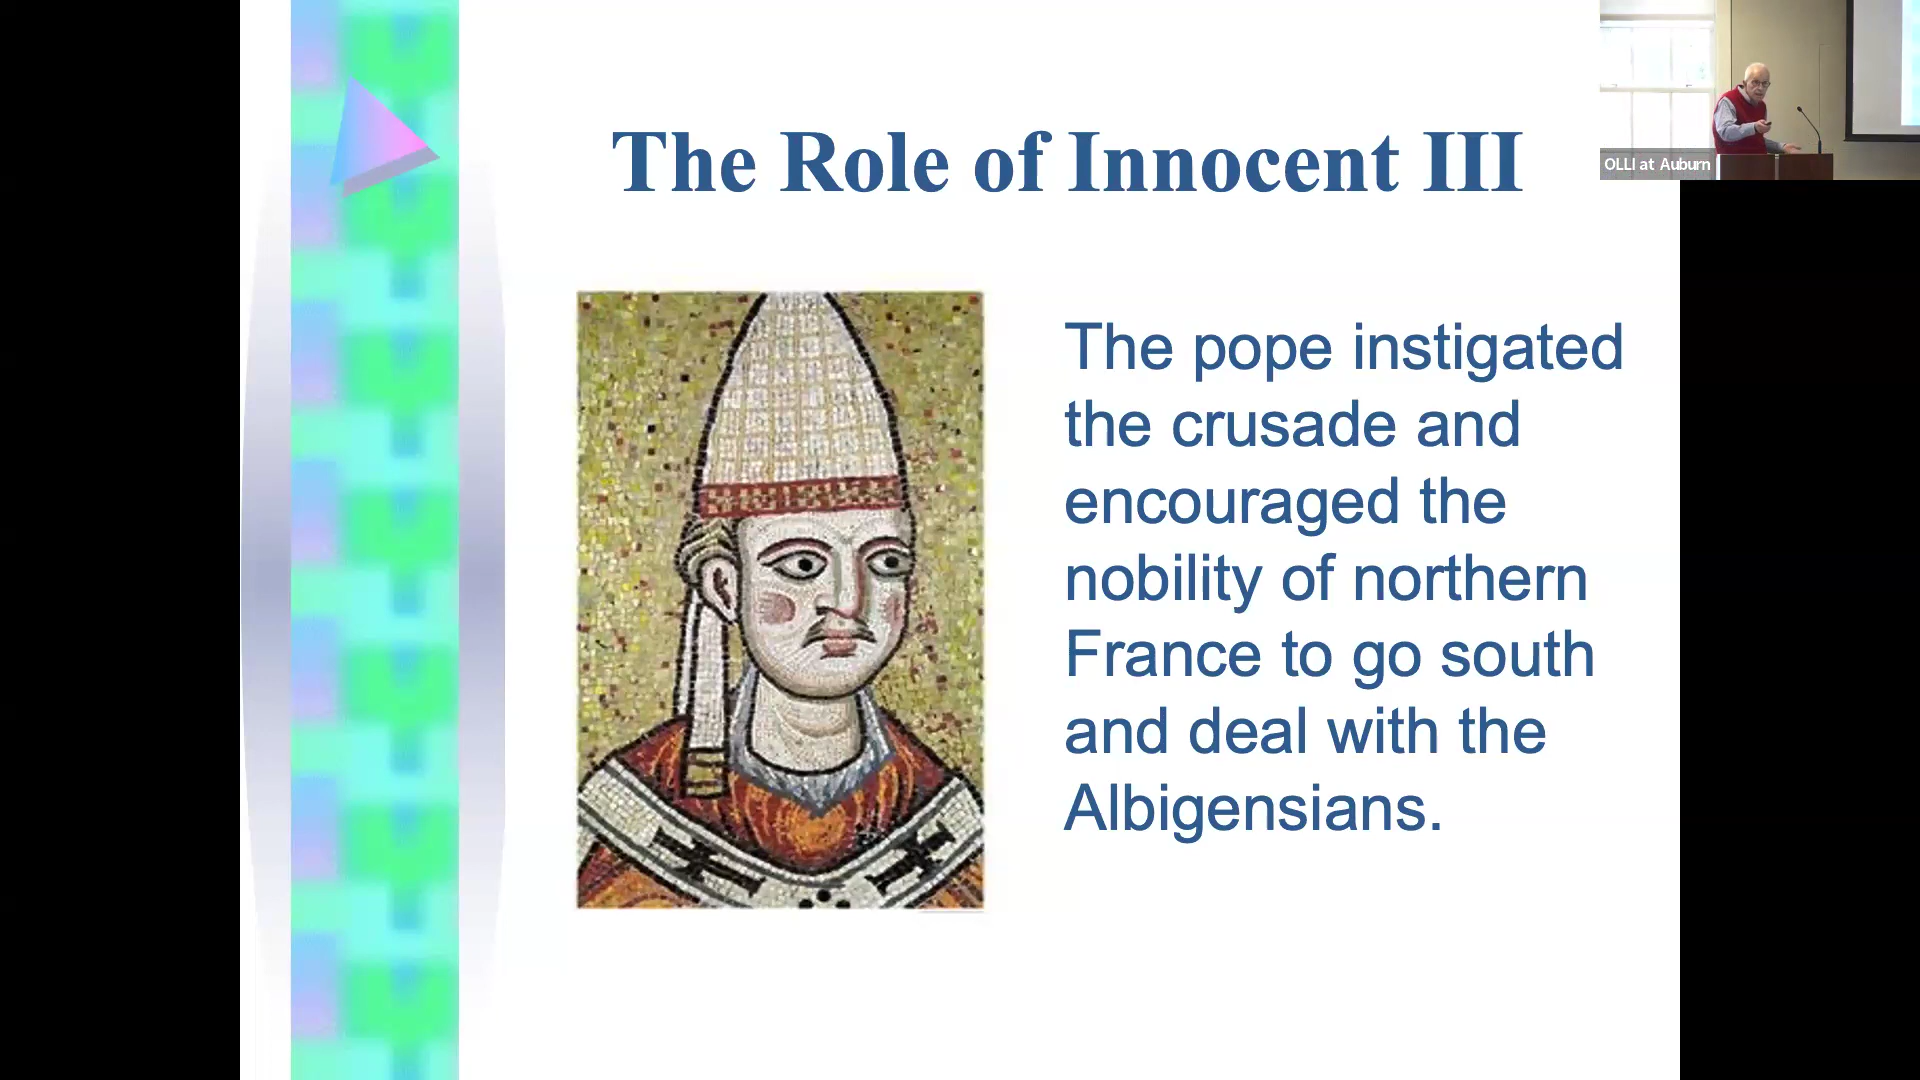 The Role of Innocent III
OLLI at Auburn
The pope instigated
the crusade and
encouraged the
nobility of northern
France to go south
and deal with the
Albigensians.